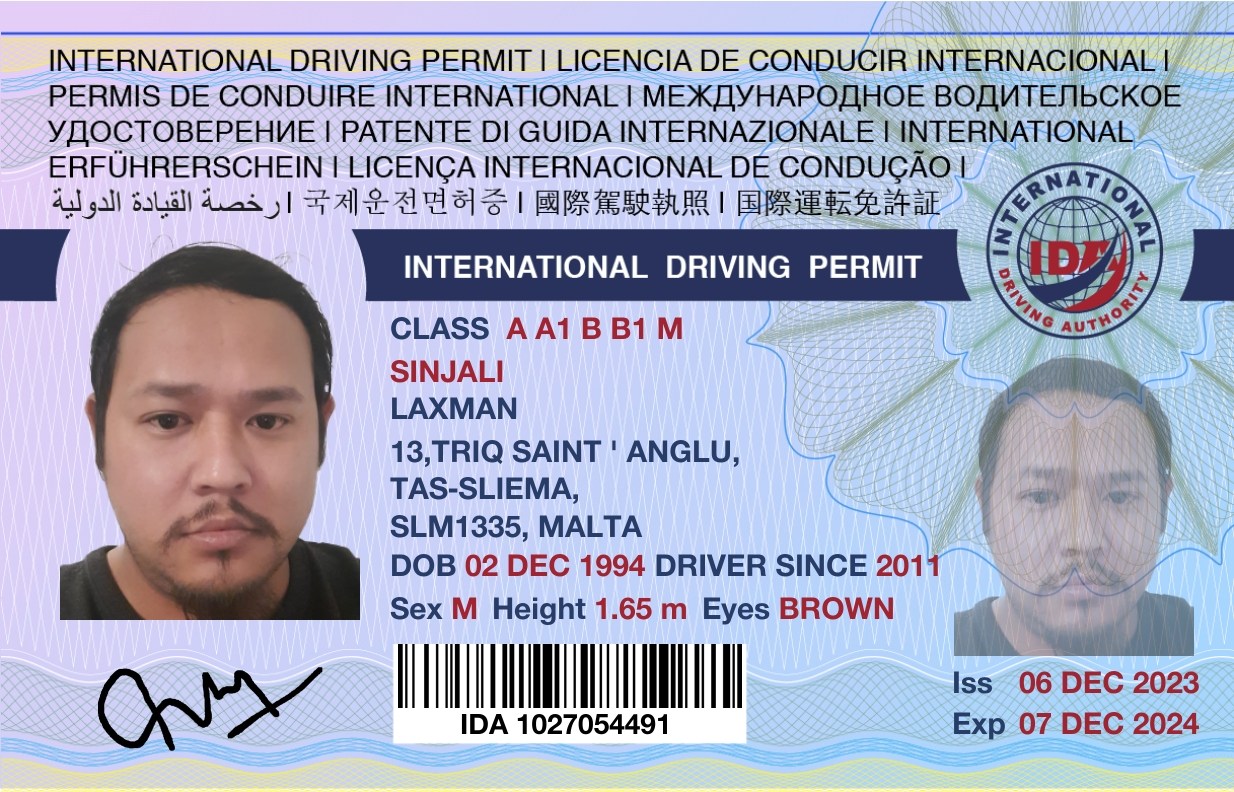 INTERNATIONAL DRIVING PERMIT I LICENCIA DE CONDUCIR INTERNACIONAL I
PERMIS DE CONDUIRE INTERNATIONAL I МЕЖДУНАРОДНОЕ ВОДИТЕЛЬСКОЕ
УДОСТОВЕРЕНИЕ I PATENTE DI GUIDA INTERNAZIONALE I INTERNATIONAL
ERFÜHRERSCHEIN I LICENÇA INTERNACIONAL DE CONDUÇÃO I
رخصة القيادة الدولية I 국제운전면허증 I 國際駕駛執照 I 国際運転免許証
INTERNATIONAL DRIVING PERMIT
INTERNATIONAL
IDA
DRIVING AUTHORITY
CLASS A A1 B B1 M
SINJALI
LAXMAN
13,TRIQ SAINT ' ANGLU,
TAS-SLIEMA,
SLM1335, MALTA
DOB 02 DEC 1994 DRIVER SINCE 2011
Sex M Height 1.65 m Eyes BROWN
IDA 1027054491
Iss 06 DEC 2023
Exp 07 DEC 2024